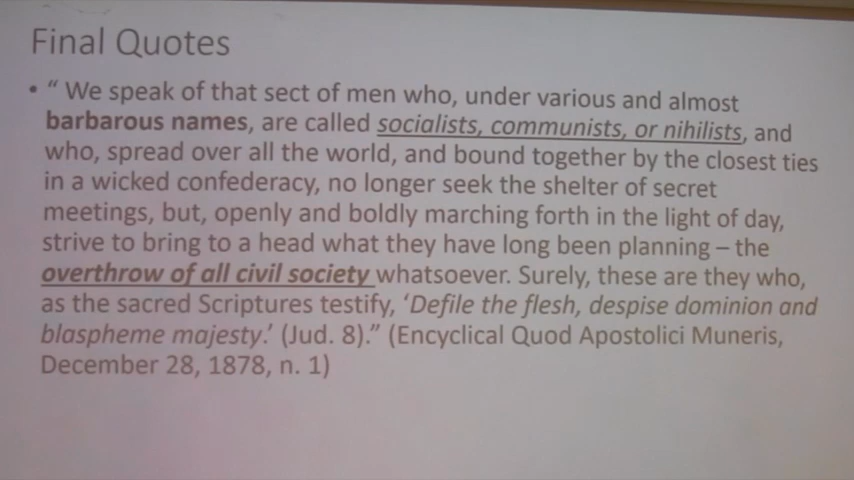 Final Quotes
• “ We speak of that sect of men who, under various and almost
barbarous names, are called socialists, communists, or nihilists, and
who, spread over all the world, and bound together by the closest ties
in a wicked confederacy, no longer seek the shelter of secret
meetings, but, openly and boldly marching forth in the light of day,
strive to bring to a head what they have long been planning – the
overthrow of all civil society whatsoever. Surely, these are they who,
as the sacred Scriptures testify, ‘Defile the flesh, despise dominion and
blaspheme majesty.’ (Jud. 8).” (Encyclical Quod Apostolici Muneris,
December 28, 1878, n. 1)